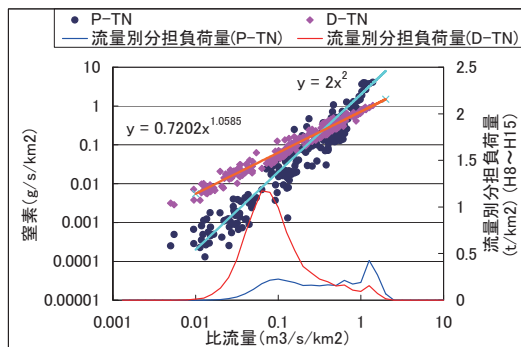 P-TN D-TN
流量別分担負荷量(P-TN) 流量別分担負荷量(D-TN)
10
1
0.1
0.01
0.001
0.0001
0.00001
窒素(g/s/km2)
y = 2x2
y = 0.7202x1.0585
2.5
2
1.5
1
0.5
0
流量別分担負荷量
(H8～H15)
(t/km2)
0.001 0.01 0.1 1 10
比流量(m3/s/km2)